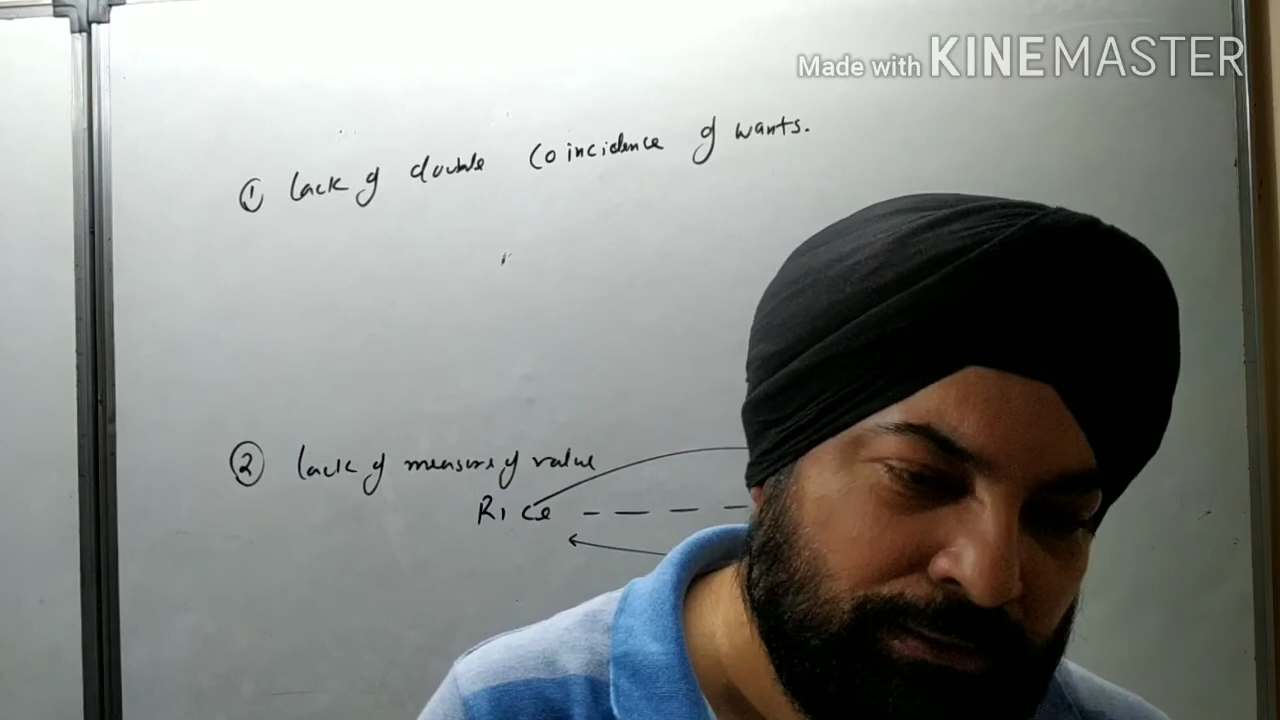 Made with KINEMASTER
① Lack of double Coincidence of wants.
② lack of measure of value
Rice